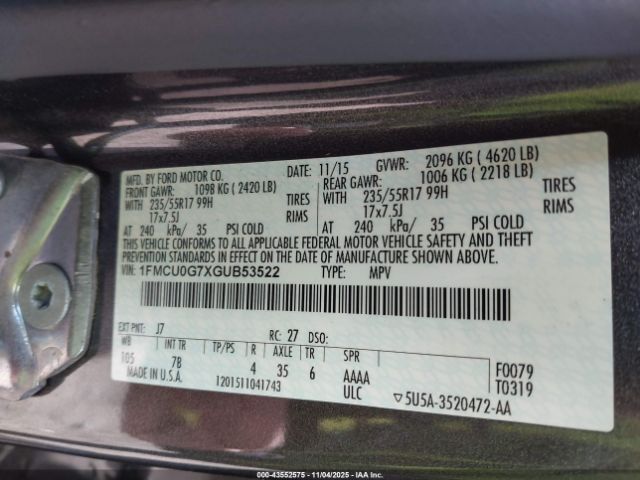 MFD. BY FORD MOTOR CO. 11/15 GVWR: 2096 KG ( 4620 LB)
FRONT GAWR: 1098 KG ( 2420 LB) REAR GAWR: 1006 KG ( 2218 LB)
WITH 235/55R17 99H TIRES WITH 235/55R17 99H TIRES
17x7.5J RIMS 17x7.5J RIMS
AT 240 kPa/ 35 PSI COLD AT 240 kPa/ 35 PSI COLD
THIS VEHICLE CONFORMS TO ALL APPLICABLE FEDERAL MOTOR VEHICLE SAFETY AND THEFT
PREVENTION STANDARDS IN EFFECT ON THE DATE OF MANUFACTURE SHOWN ABOVE.
VIN: 1FMCU0G7XGUB53522 TYPE: MPV
EXT PNT: J7 RC: 27 DSO:
WB INT TR TP/PS R AXLE TR SPR
105 7B 4 35 6 AAAA F0079
MADE IN U.S.A. 1201511041743 ULC T0319
▽5U5A-3520472-AA
000-43552575 - 11/04/2025 - IAA Inc.